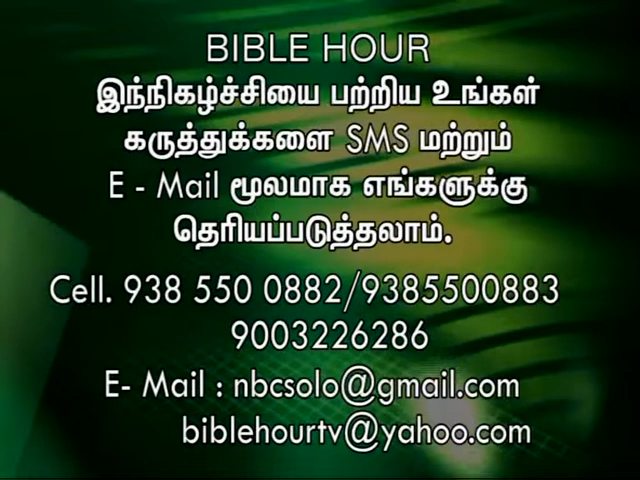 BIBLE HOUR
இந்நிகழ்ச்சியை பற்றிய உங்கள்
கருத்துக்களை SMS மற்றும்
E - Mail மூலமாக எங்களுக்கு
தெரியப்படுத்தலாம்.
Cell. 938 550 0882/9385500883
9003226286
E- Mail : nbcsolo@gmail.com
biblehourtv@yahoo.com